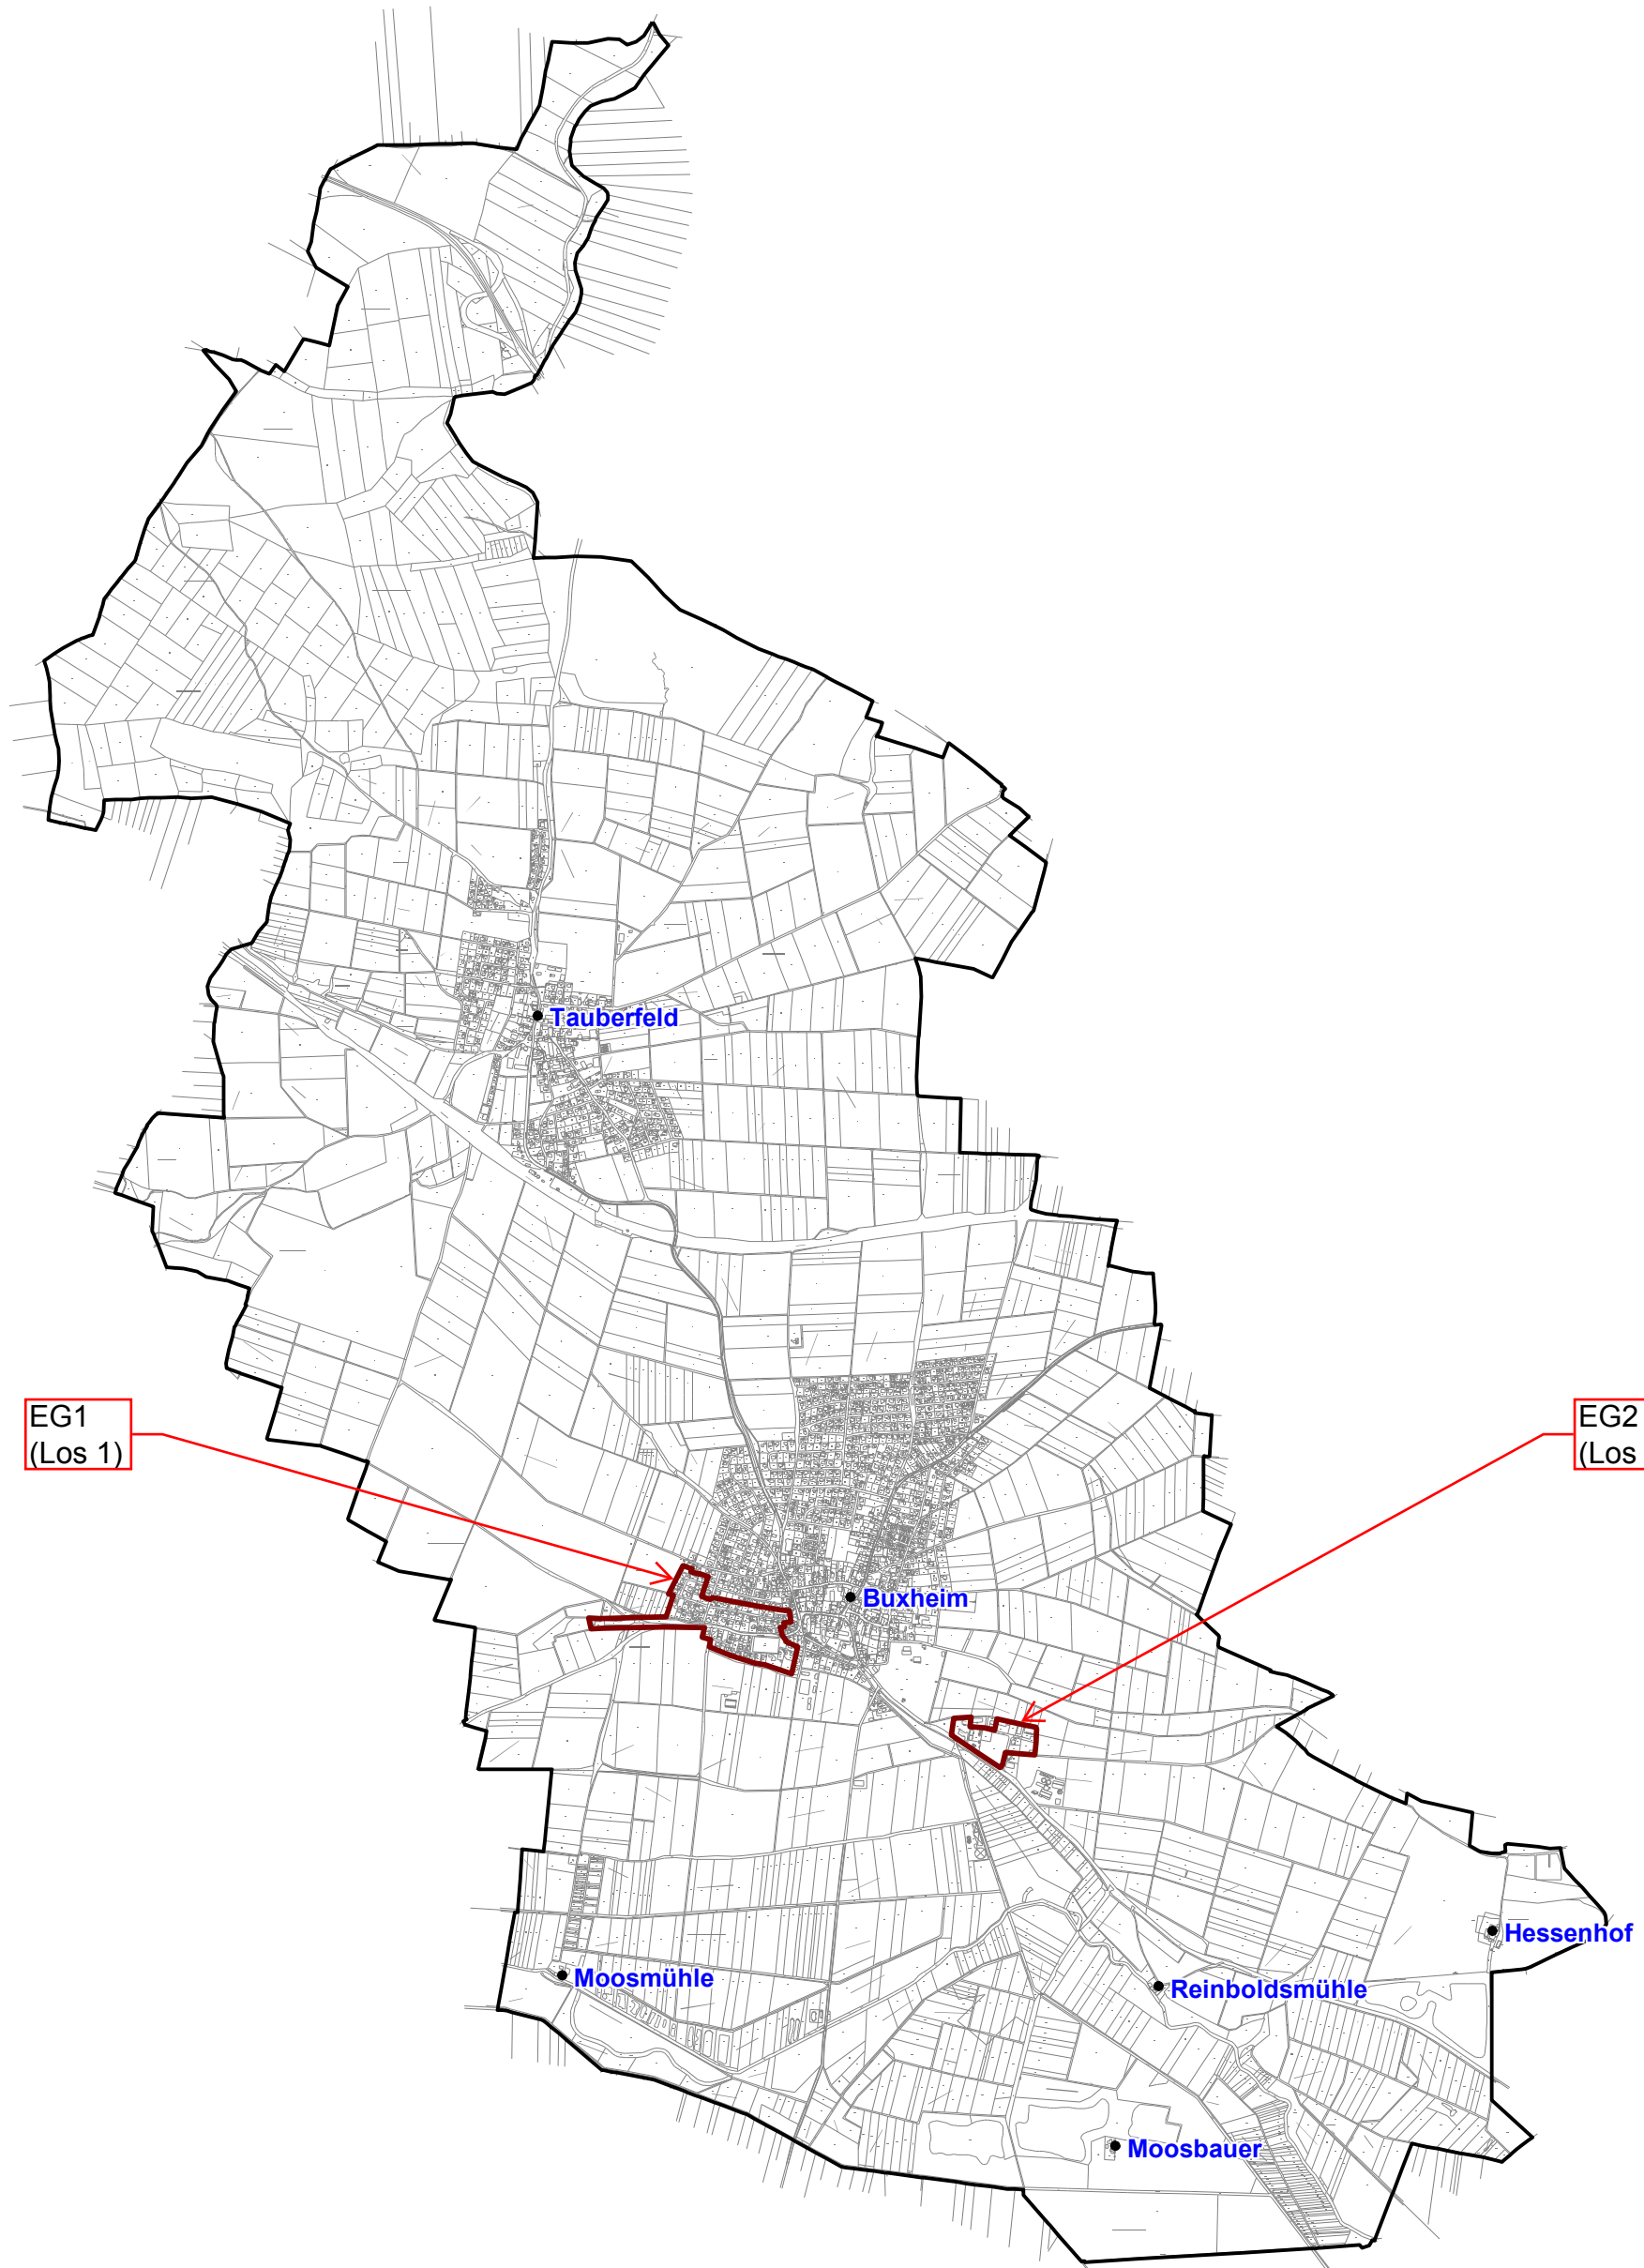 Tauberfeld
EG1
(Los 1)
EG2
(Los
Buxheim
Hessenhof
Moosmühle
Reinboldsmühle
Moosbauer